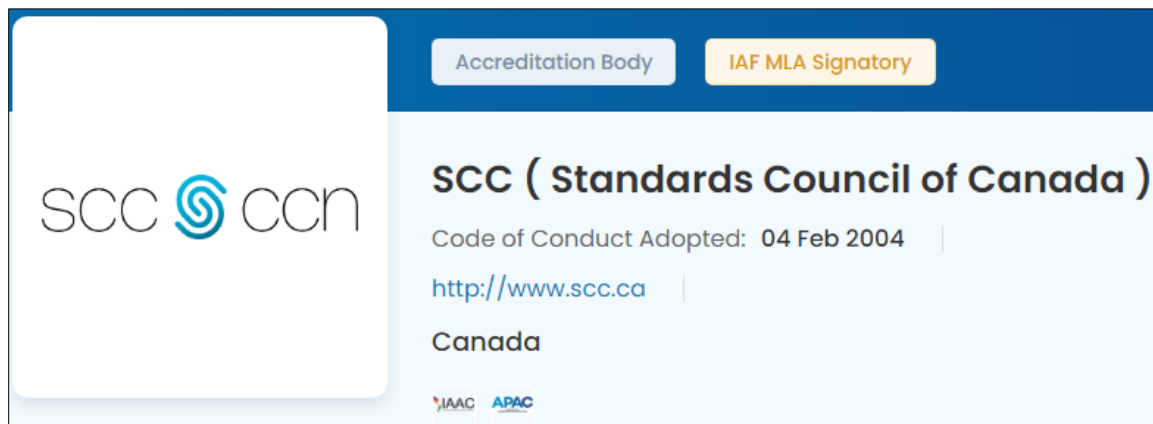 Accreditation Body IAF MLA Signatory
scc ccn
SCC ( Standards Council of Canada )
Code of Conduct Adopted: 04 Feb 2004
http://www.scc.ca
Canada
IAAC APAC